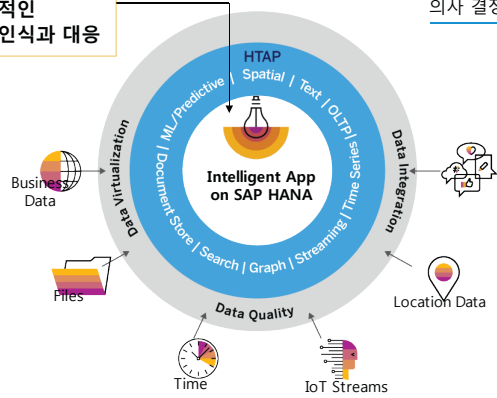 적인
인식과 대응
의사 결정
HTAP
Document Store | ML/Predictive | Spatial | Text | OLTP | Time Series | Streaming | Graph | Search |
Intelligent App
on SAP HANA
Data Virtualization
Data Integration
Data Quality
Business
Data
Files
Time
IoT Streams
Location Data